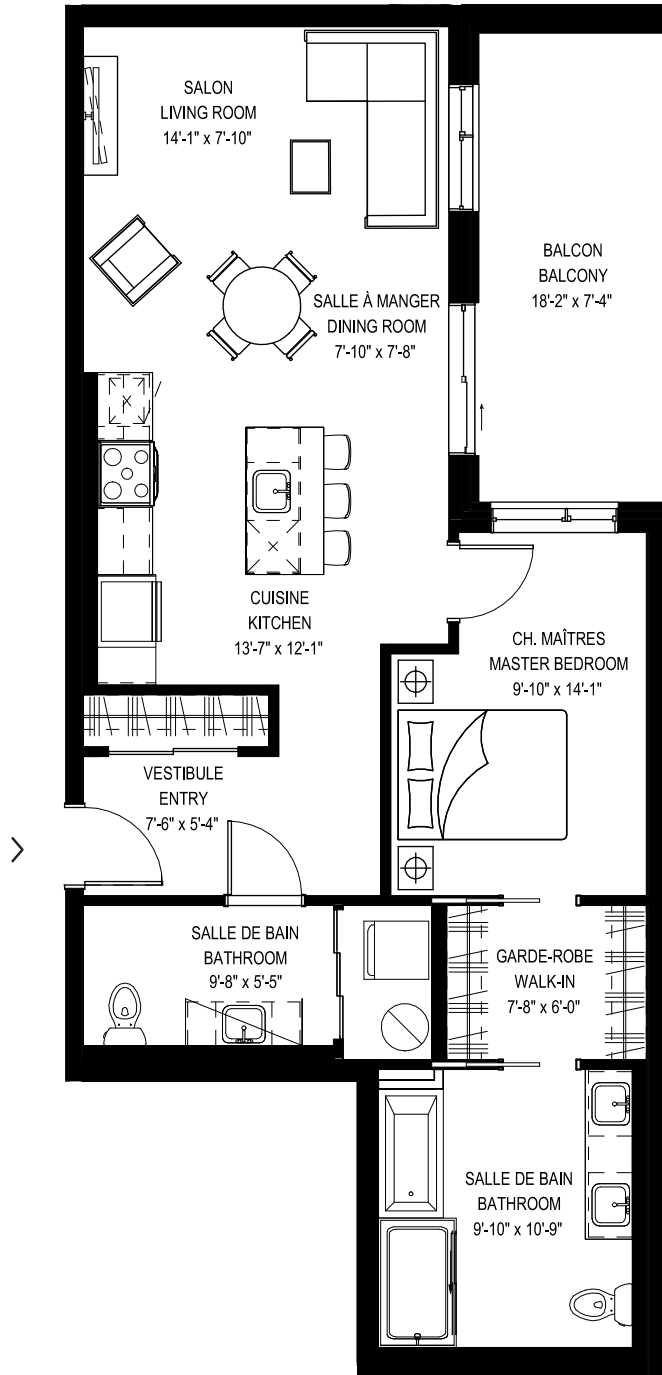 SALON
LIVING ROOM
14'-1" x 7'-10"
BALCON
BALCONY
18'-2" x 7'-4"
SALLE À MANGER
DINING ROOM
7'-10" x 7'-8"
CUISINE
KITCHEN
13'-7" x 12'-1"
CH. MAÎTRES
MASTER BEDROOM
9'-10" x 14'-1"
VESTIBULE
ENTRY
7'-6" x 5'-4"
SALLE DE BAIN
BATHROOM
9'-8" x 5'-5"
GARDE-ROBE
WALK-IN
7'-8" x 6'-0"
SALLE DE BAIN
BATHROOM
9'-10" x 10'-9"